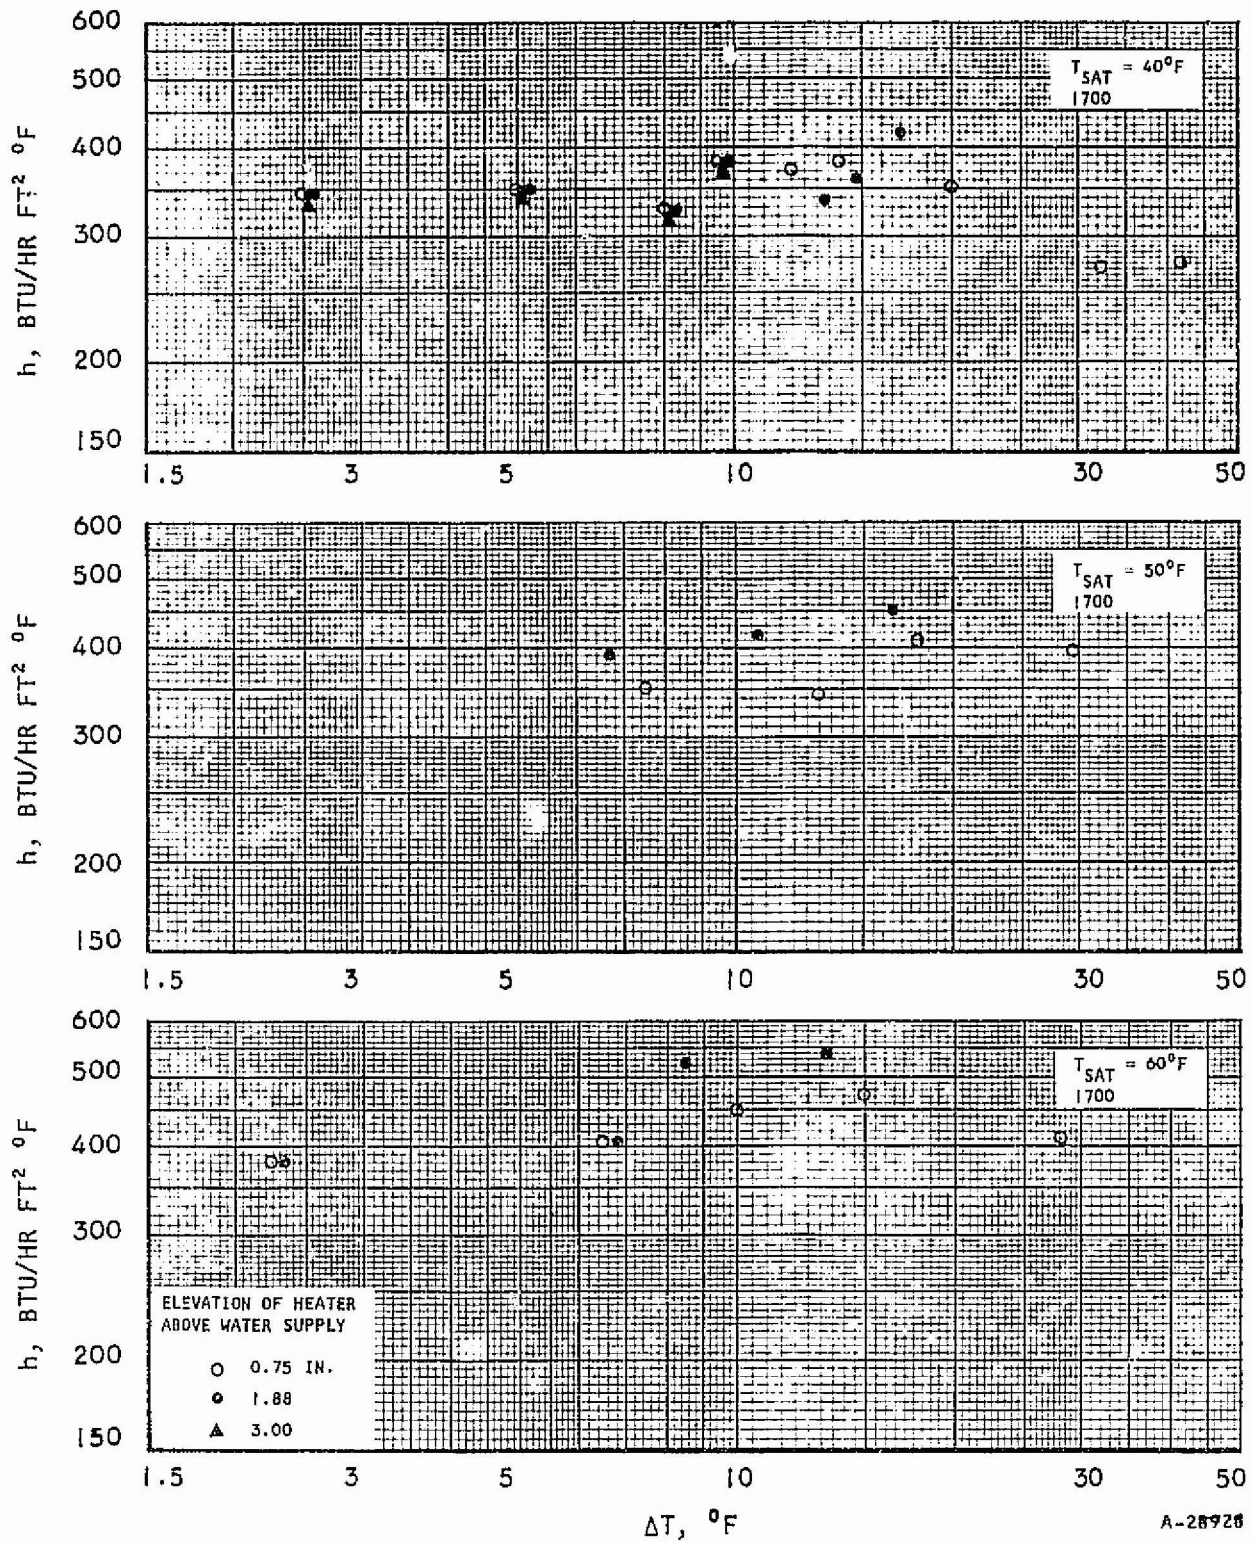 600
500
400
300
200
150
h, BTU/HR FT² °F
T_SAT = 40°F
1700
1.5 3 5 10 30 50
600
500
400
300
200
150
h, BTU/HR FT² °F
T_SAT = 50°F
1700
1.5 3 5 10 30 50
600
500
400
300
200
150
h, BTU/HR FT² °F
T_SAT = 60°F
1700
ELEVATION OF HEATER
ABOVE WATER SUPPLY
0.75 IN.
1.88
3.00
1.5 3 5 10 30 50
ΔT, °F